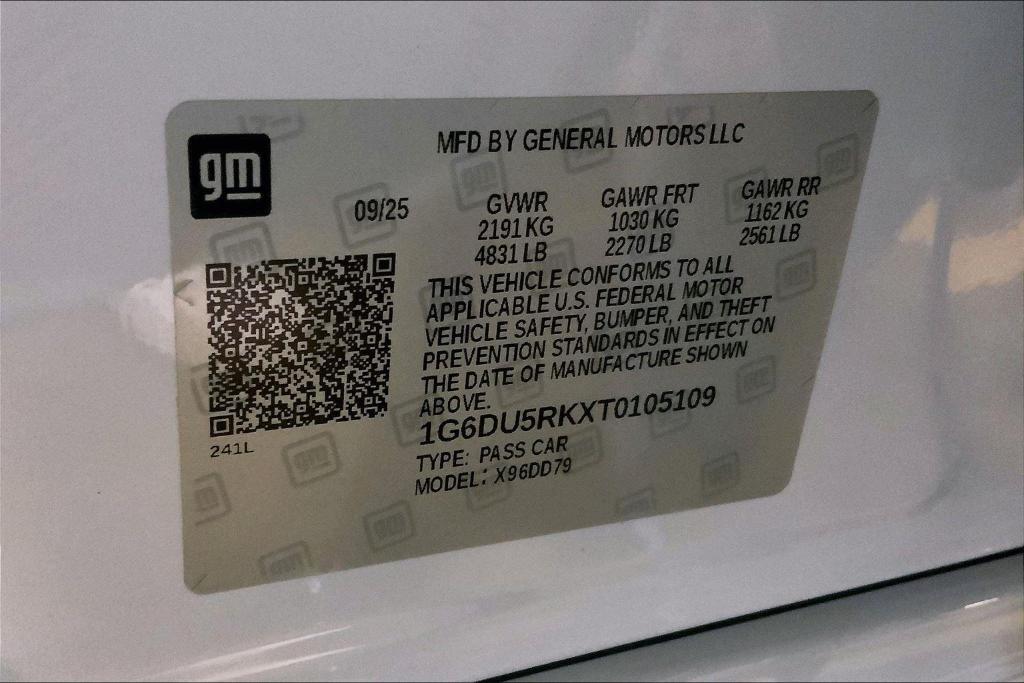 gm
MFD BY GENERAL MOTORS LLC
09/25
GVWR
2191 KG
4831 LB
GAWR FRT
1030 KG
2270 LB
GAWR RR
1162 KG
2561 LB
THIS VEHICLE CONFORMS TO ALL
APPLICABLE U.S. FEDERAL MOTOR
VEHICLE SAFETY, BUMPER, AND THEFT
PREVENTION STANDARDS IN EFFECT ON
THE DATE OF MANUFACTURE SHOWN
ABOVE.
1G6DU5RKXT0105109
TYPE: PASS CAR
MODEL: X96DD79
241L